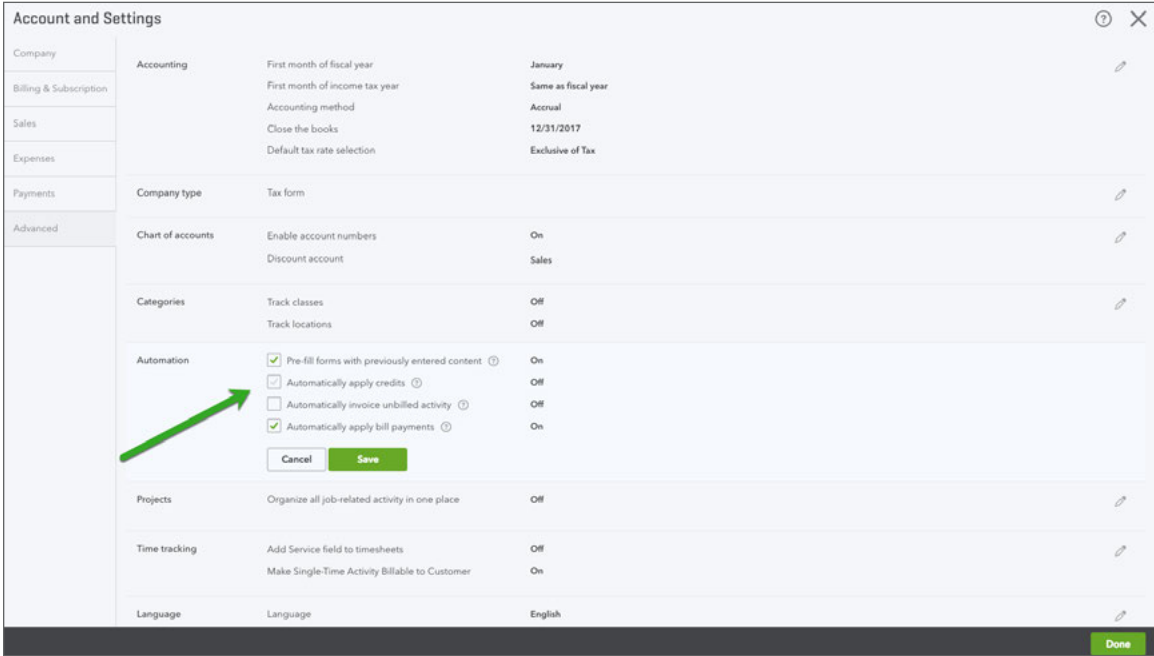 Account and Settings
Company
Billing & Subscription
Sales
Expenses
Payments
Advanced
Accounting
First month of fiscal year January
First month of income tax year Same as fiscal year
Accounting method Accrual
Close the books 12/31/2017
Default tax rate selection Exclusive of Tax
Company type Tax form
Chart of accounts Enable account numbers On
Discount account Sales
Categories Track classes Off
Track locations Off
Automation Pre-fill forms with previously entered content ? On
Automatically apply credits ? Off
Automatically invoice unbilled activity ? Off
Automatically apply bill payments ? On
Cancel Save
Projects Organize all job-related activity in one place Off
Time tracking Add Service field to timesheets Off
Make Single-Time Activity Billable to Customer On
Language Language English
Done